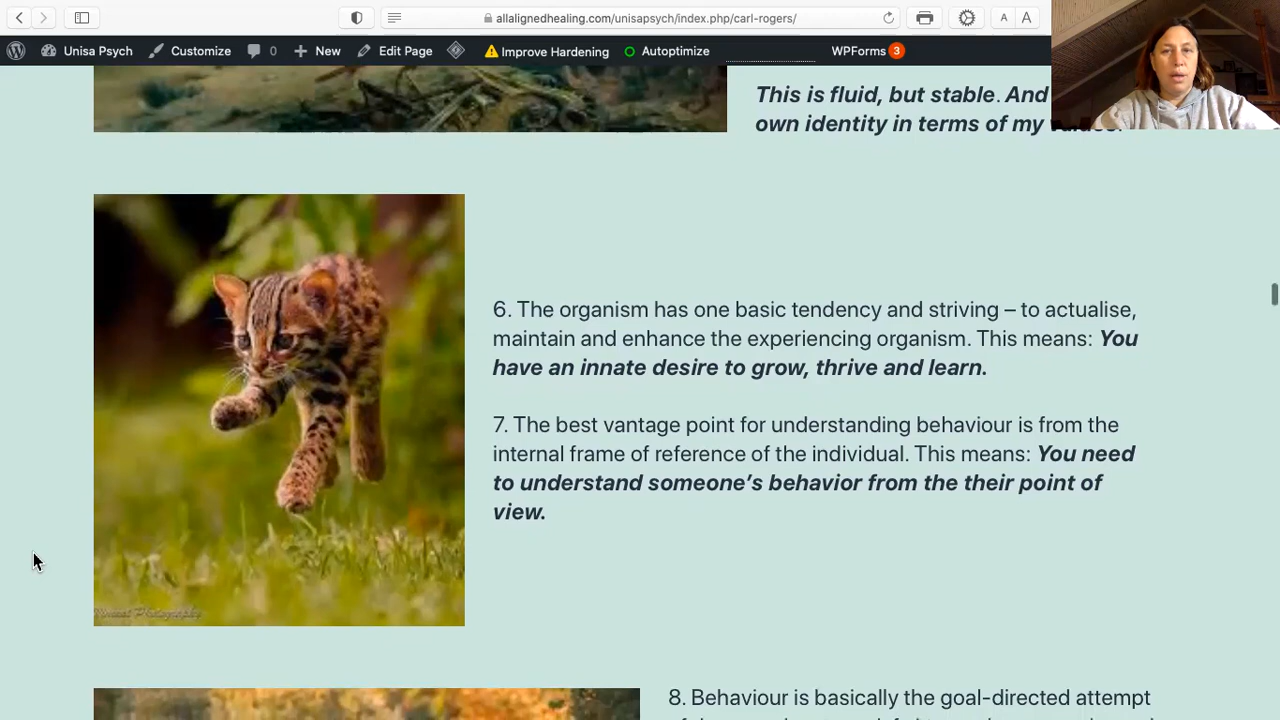 allalignedhealing.com/unisapsych/index.php/carl-rogers/
A A
Unisa Psych Customize 0 New Edit Page Improve Hardening Autoptimize WPForms 3
This is fluid, but stable. And
own identity in terms of my values.
6. The organism has one basic tendency and striving – to actualise,
maintain and enhance the experiencing organism. This means: You
have an innate desire to grow, thrive and learn.
7. The best vantage point for understanding behaviour is from the
internal frame of reference of the individual. This means: You need
to understand someone's behavior from the their point of
view.
Photography
8. Behaviour is basically the goal-directed attempt